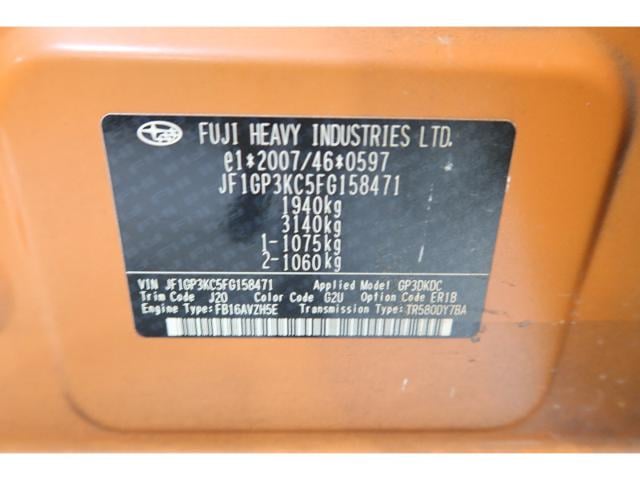 FUJI HEAVY INDUSTRIES LTD.
e1*2007/46*0597
JF1GP3KC5FG158471
1940kg
3140kg
1-1075kg
2-1060kg
VIN JF1GP3KC5FG158471 Applied Model GP3DKDC
Trim Code J20 Color Code G2U Option Code ER1B
Engine Type:FB16AVZH5E Transmission Type:TR580DY7BA